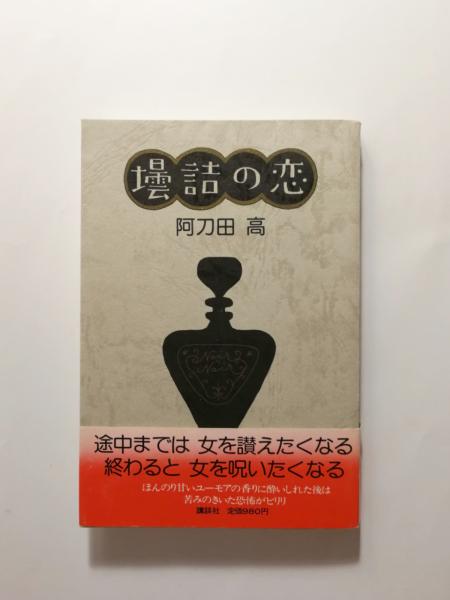 壜詰の恋
阿刀田 高
Noir
Noir
途中までは 女を讃えたくなる
終わると 女を呪いたくなる
ほんのり甘いユーモアの香りに酔いしれた後は
苦みのきいた恐怖がピリリ
講談社 定価980円